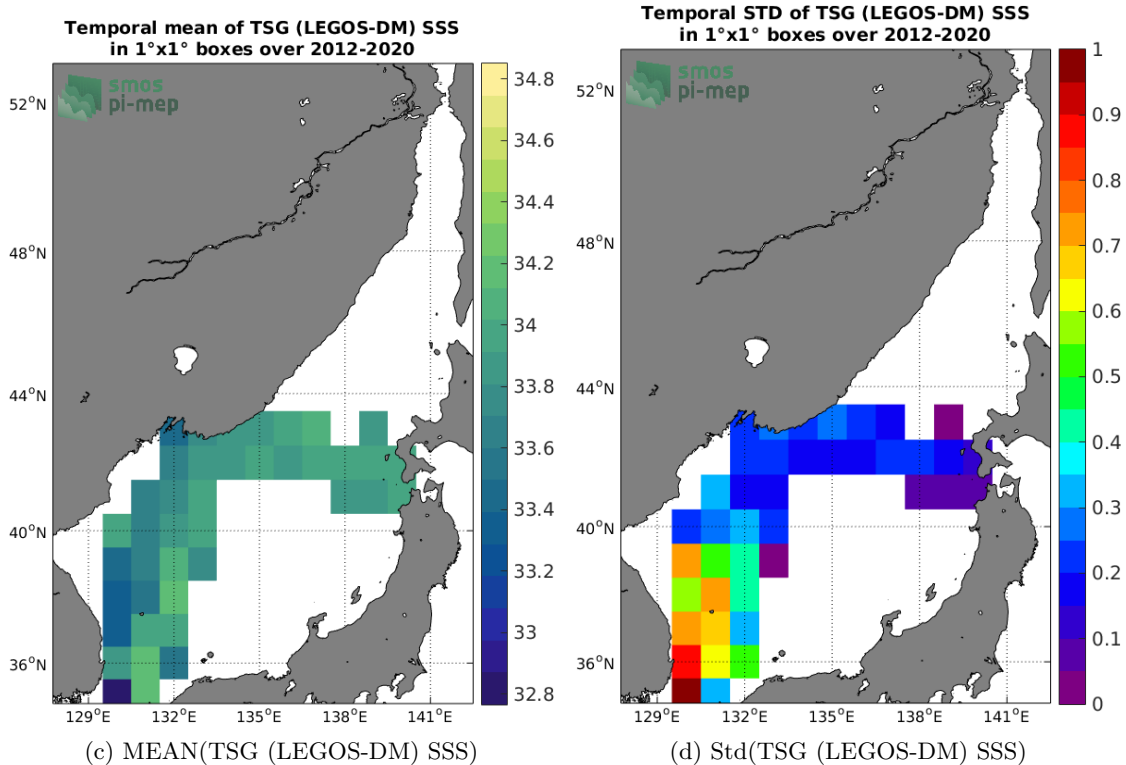 Temporal mean of TSG (LEGOS-DM) SSS
in 1°x1° boxes over 2012-2020
smos
pi-mep
52°N
48°N
44°N
40°N
36°N
129°E 132°E 135°E 138°E 141°E
34.8
34.6
34.4
34.2
34
33.8
33.6
33.4
33.2
33
32.8
(c) MEAN(TSG (LEGOS-DM) SSS)
Temporal STD of TSG (LEGOS-DM) SSS
in 1°x1° boxes over 2012-2020
smos
pi-mep
52°N
48°N
44°N
40°N
36°N
129°E 132°E 135°E 138°E 141°E
1
0.9
0.8
0.7
0.6
0.5
0.4
0.3
0.2
0.1
0
(d) Std(TSG (LEGOS-DM) SSS)